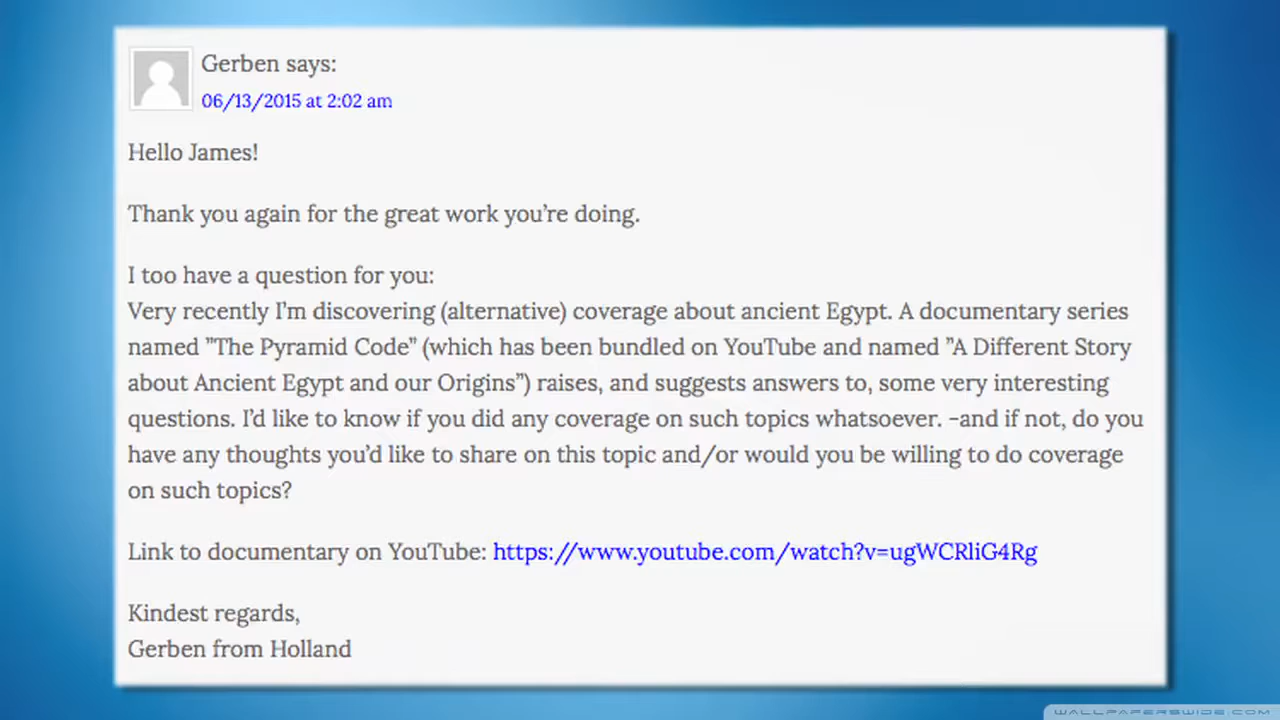 Gerben says:
06/13/2015 at 2:02 am
Hello James!
Thank you again for the great work you’re doing.
I too have a question for you:
Very recently I’m discovering (alternative) coverage about ancient Egypt. A documentary series
named ”The Pyramid Code” (which has been bundled on YouTube and named ”A Different Story
about Ancient Egypt and our Origins”) raises, and suggests answers to, some very interesting
questions. I’d like to know if you did any coverage on such topics whatsoever. -and if not, do you
have any thoughts you’d like to share on this topic and/or would you be willing to do coverage
on such topics?
Link to documentary on YouTube: https://www.youtube.com/watch?v=ugWCRliG4Rg
Kindest regards,
Gerben from Holland
WALLPAPERSWIDE.COM